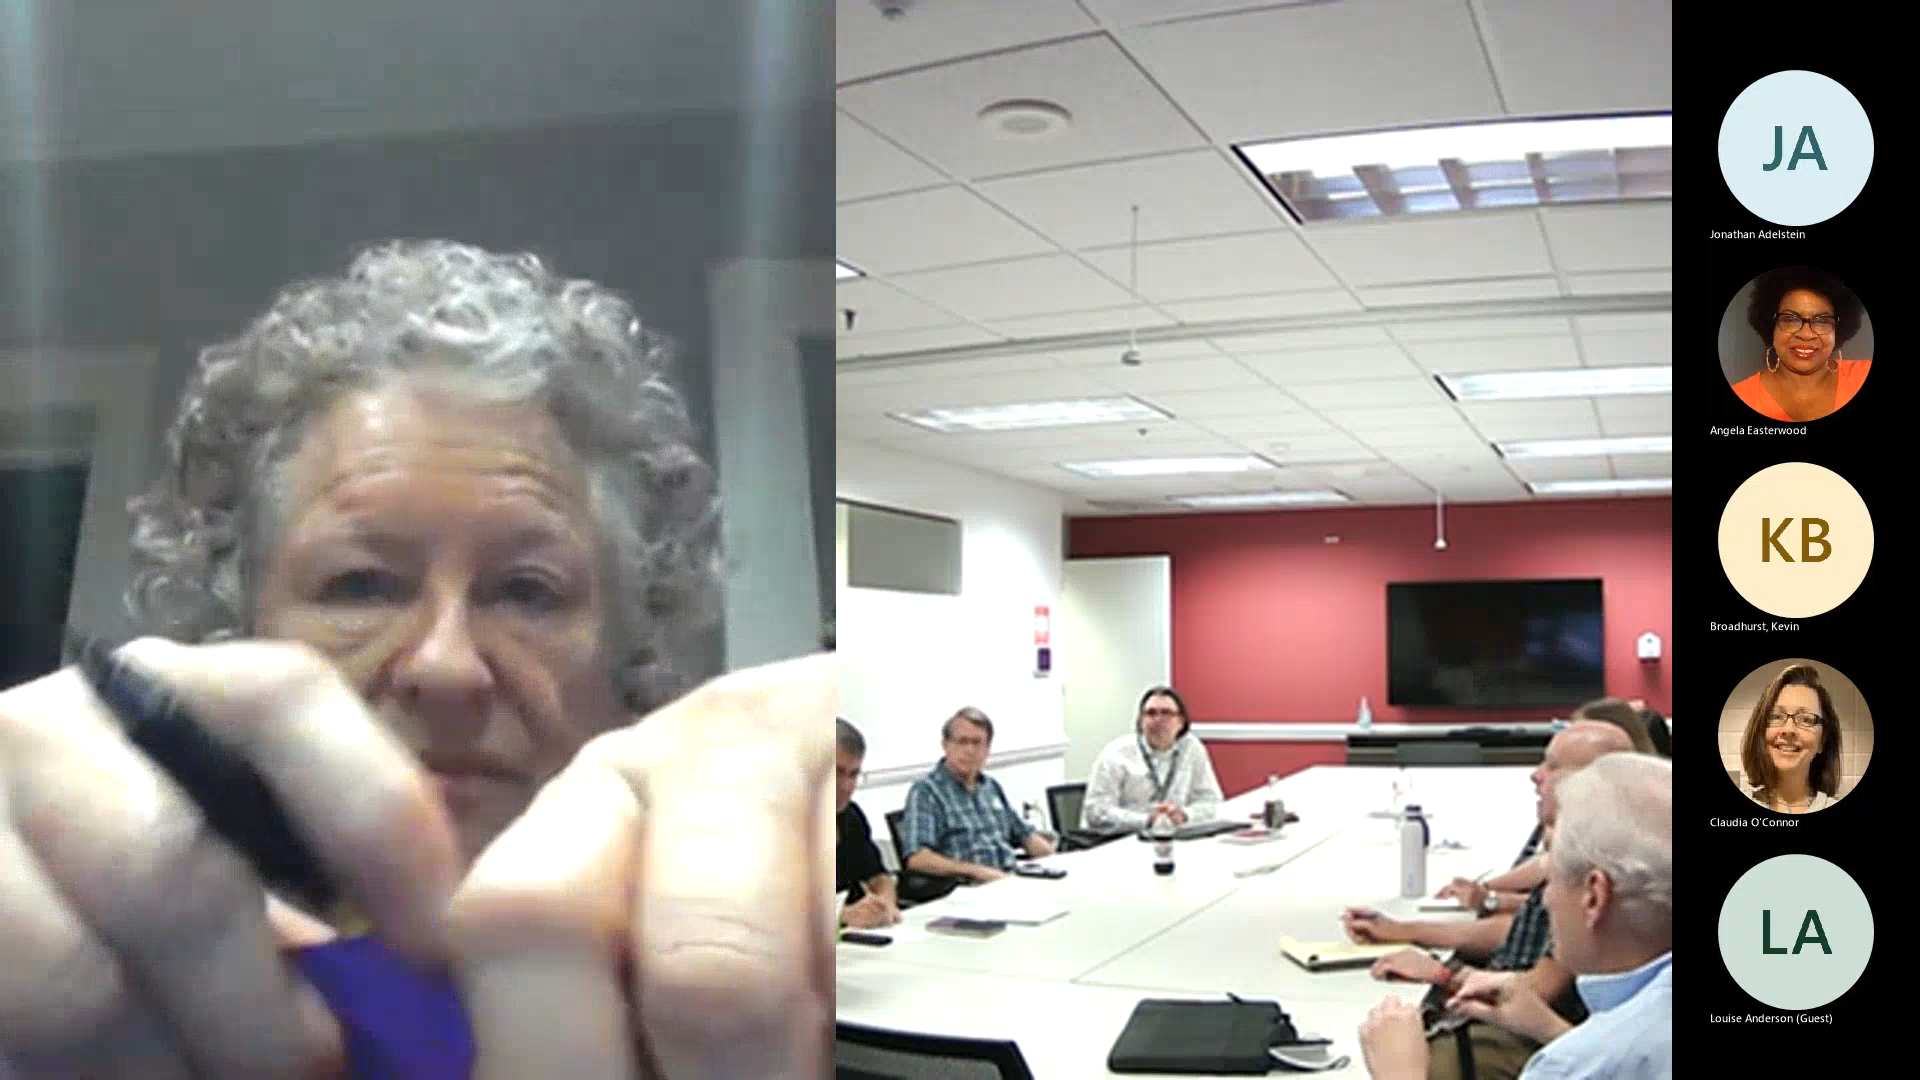 JA
Jonathan Adelstein
Angela Easterwood
KB
Broadhurst, Kevin
Claudia O'Connor
LA
Louise Anderson (Guest)